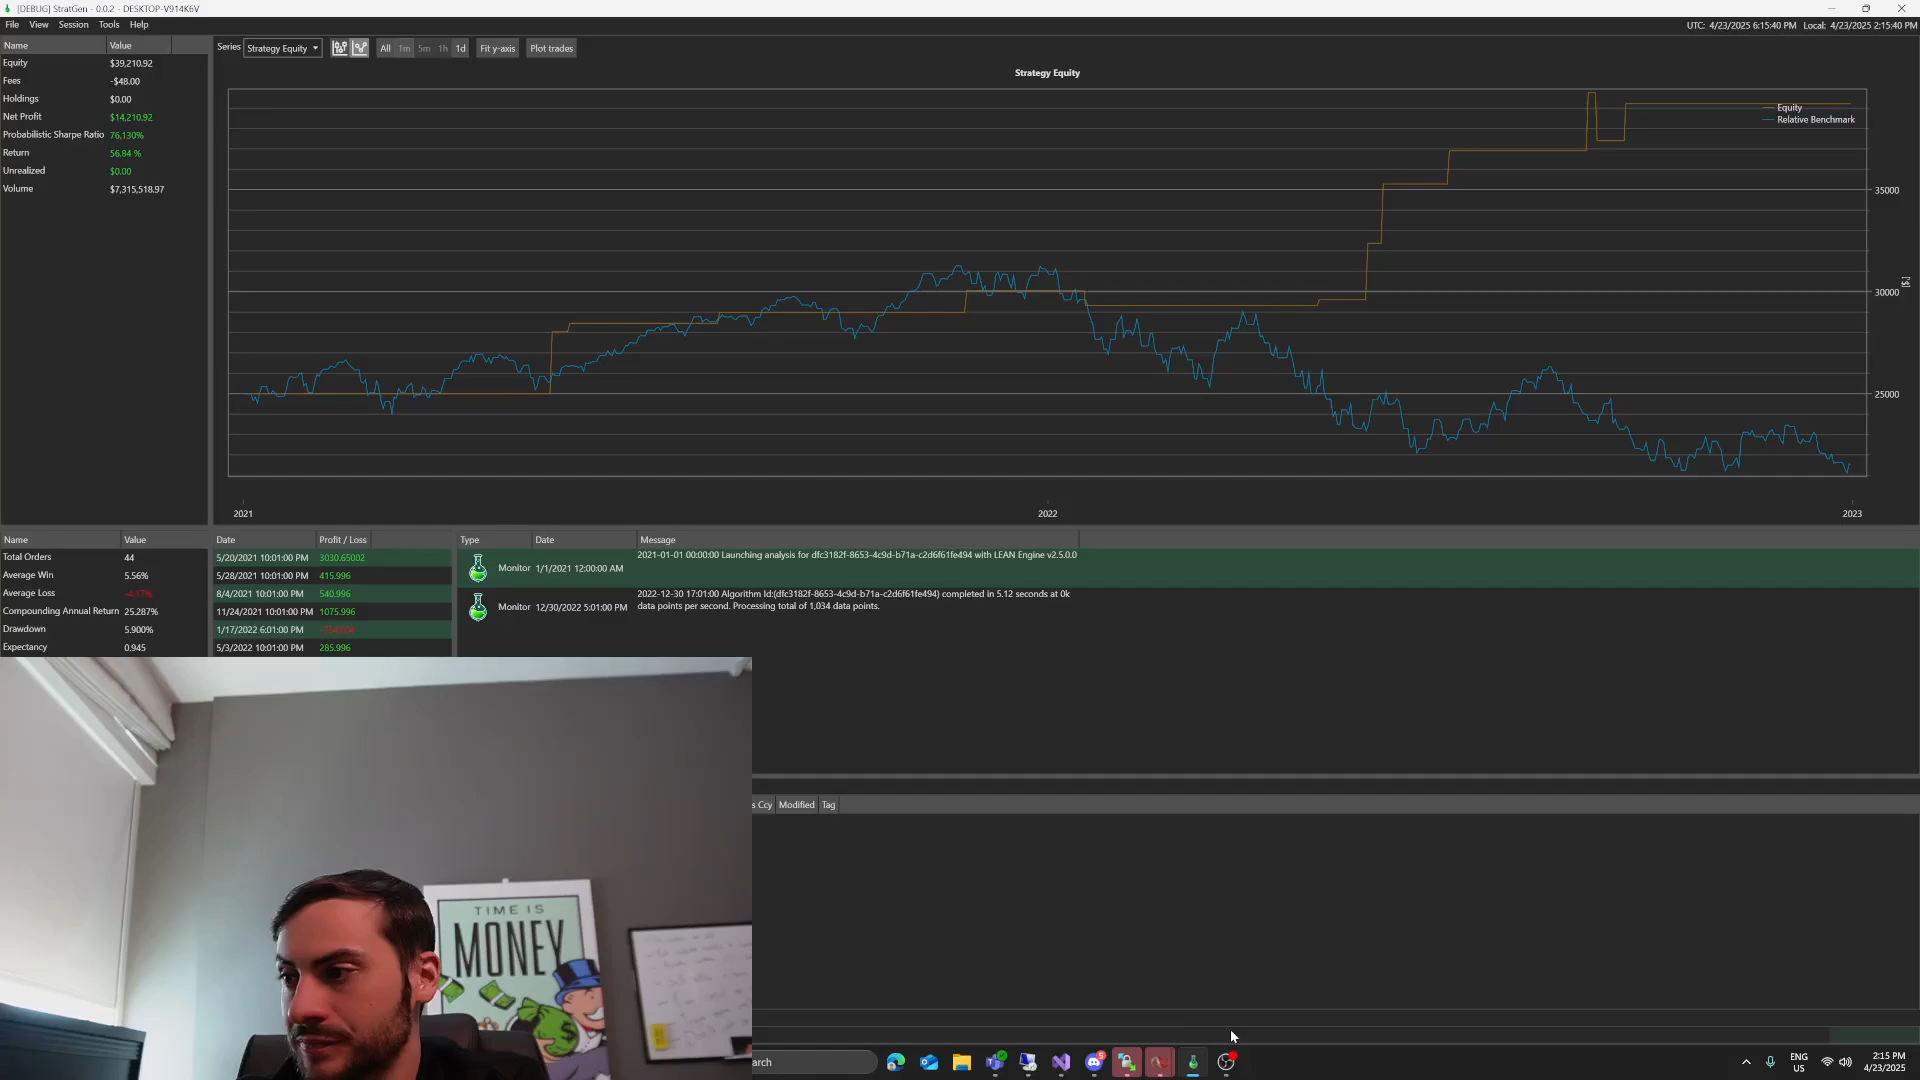 [DEBUG] StratGen - 0.0.2 - DESKTOP-V914K6V
File View Session Tools Help
UTC: 4/23/2025 6:15:40 PM Local: 4/23/2025 2:15:40 PM
Name Value
Equity $39,210.92
Fees -$48.00
Holdings $0.00
Net Profit $14,210.92
Probabilistic Sharpe Ratio 76.130%
Return 56.84 %
Unrealized $0.00
Volume $7,315,518.97
Series Strategy Equity All 1m 5m 1h 1d Fit y-axis Plot trades
Strategy Equity
Equity
Relative Benchmark
35000
30000
25000
[$]
2021 2022 2023
Name Value
Total Orders 44
Average Win 5.56%
Average Loss -4.17%
Compounding Annual Return 25.287%
Drawdown 5.900%
Expectancy 0.945
Date Profit / Loss
5/20/2021 10:01:00 PM 3030.65002
5/28/2021 10:01:00 PM 415.996
8/4/2021 10:01:00 PM 540.996
11/24/2021 10:01:00 PM 1075.996
1/17/2022 6:01:00 PM
5/3/2022 10:01:00 PM 285.996
Type Date Message
Monitor 1/1/2021 12:00:00 AM
2021-01-01 00:00:00 Launching analysis for dfc3182f-8653-4c9d-b71a-c2d6f61fe494 with LEAN Engine v2.5.0.0
Monitor 12/30/2022 5:01:00 PM
2022-12-30 17:01:00 Algorithm Id:(dfc3182f-8653-4c9d-b71a-c2d6f61fe494) completed in 5.12 seconds at 0k
data points per second. Processing total of 1,034 data points.
s Ccy Modified Tag
TIME IS
MONEY
arch
5
ENG
US
2:15 PM
4/23/2025